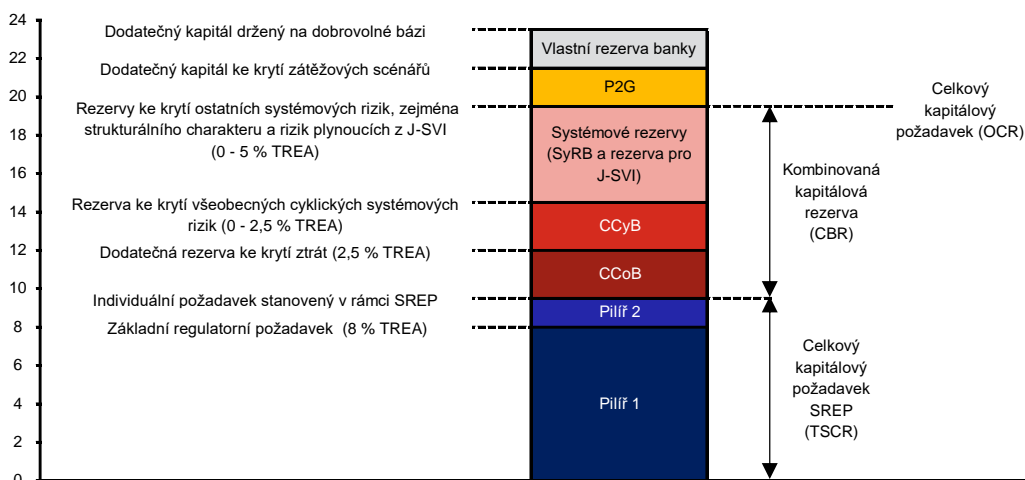 24
22
20
18
16
14
12
10
8
6
4
2
0
Dodatečný kapitál držený na dobrovolné bázi
Dodatečný kapitál ke krytí zátěžových scénářů
Rezervy ke krytí ostatních systémových rizik, zejména
strukturálního charakteru a rizik plynoucích z J-SVI
(0 - 5 % TREA)
Rezerva ke krytí všeobecných cyklických systémových
rizik (0 - 2,5 % TREA)
Dodatečná rezerva ke krytí ztrát (2,5 % TREA)
Individuální požadavek stanovený v rámci SREP
Základní regulatorní požadavek (8 % TREA)
Vlastní rezerva banky
P2G
Systémové rezervy
(SyRB a rezerva pro
J-SVI)
CCyB
CCoB
Pilíř 2
Pilíř 1
Kombinovaná
kapitálová
rezerva
(CBR)
Celkový
kapitálový
požadavek
SREP
(TSCR)
Celkový
kapitálový
požadavek (OCR)